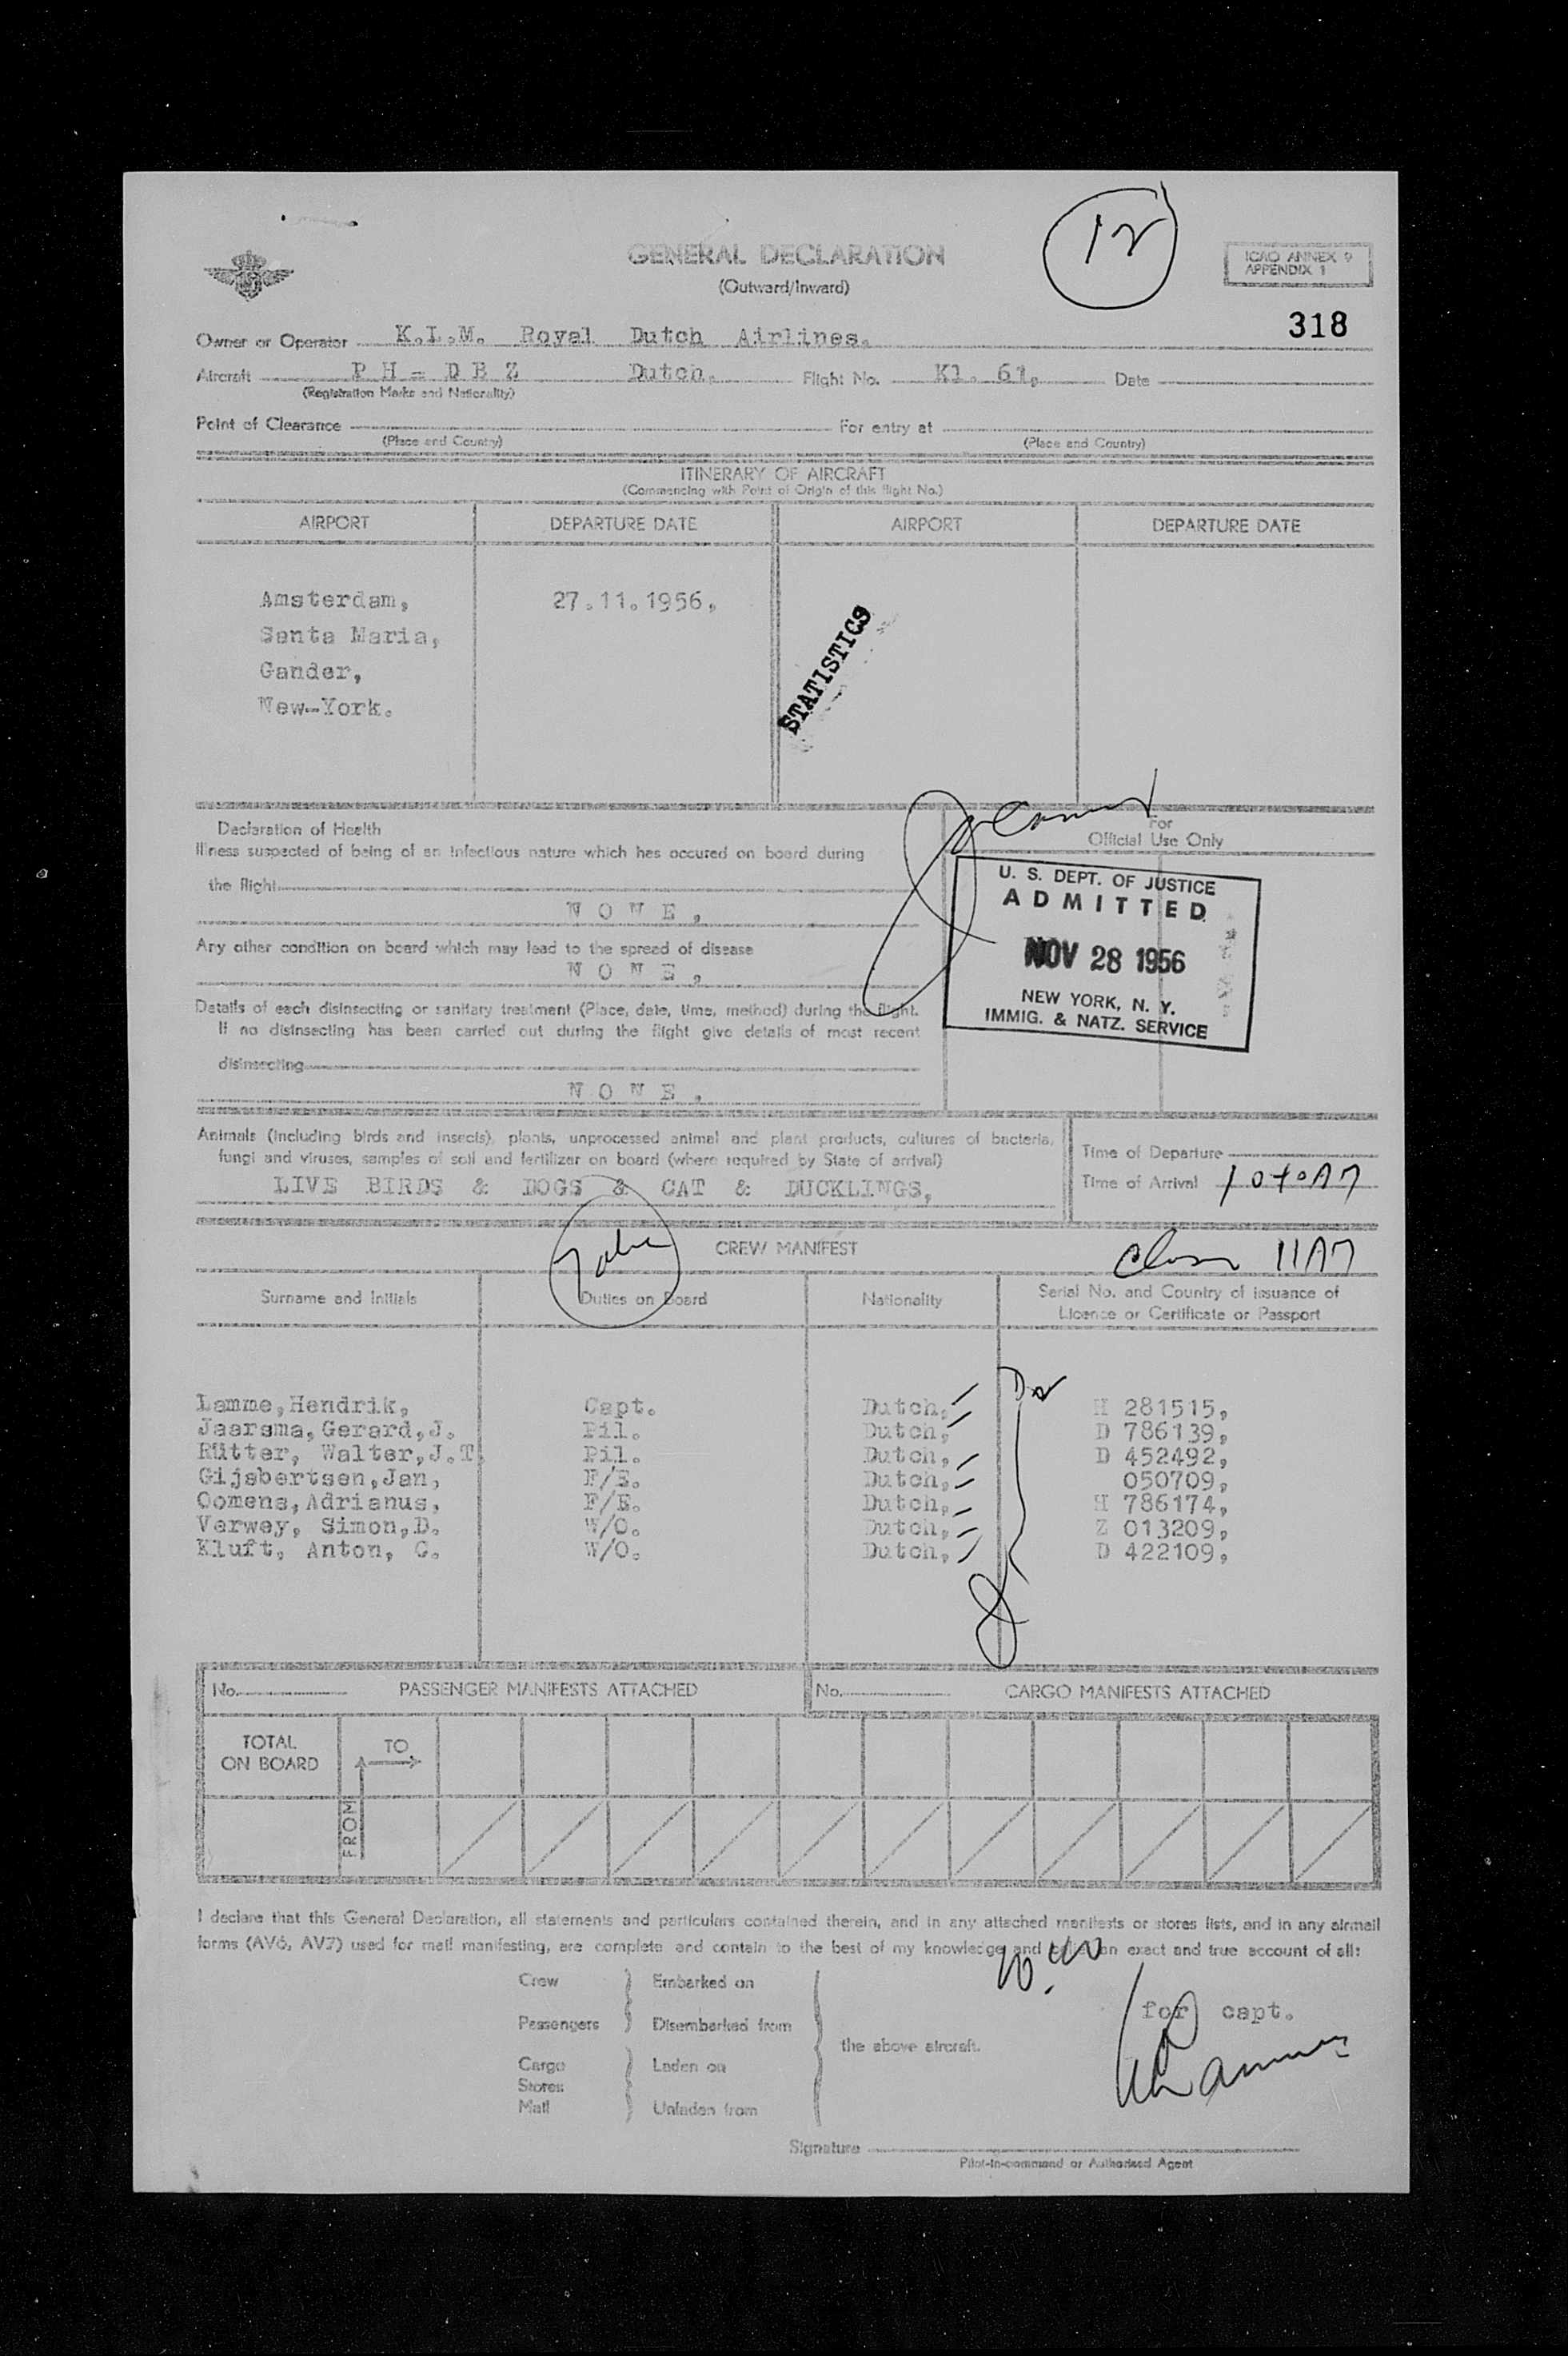 12
GENERAL DECLARATION
(Outward/Inward)
ICAO ANNEX 9
APPENDIX 1
318
Owner or Operator K.L.M. Royal Dutch Airlines.
Aircraft PH - DBZ Dutch. Flight No. Kl. 61, Date
(Registration Marks and Nationality)
Point of Clearance For entry at
(Place and Country) (Place and Country)
ITINERARY OF AIRCRAFT
(Commencing with Point of Origin of this flight No.)
AIRPORT DEPARTURE DATE AIRPORT DEPARTURE DATE
Amsterdam, 27.11.1956,
Santa Maria,
Gander,
New-York.
STATISTICS
Declaration of Health
Illness suspected of being of an infectious nature which has occured on board during
the flight
NONE,
Any other condition on board which may lead to the spread of disease
NONE,
Details of each disinsecting or sanitary treatment (Place, date, time, method) during the flight.
If no disinsecting has been carried out during the flight give details of most recent
disinsecting
NONE.
For
Official Use Only
U. S. DEPT. OF JUSTICE
ADMITTED
NOV 28 1956
NEW YORK, N. Y.
IMMIG. & NATZ. SERVICE
Animals (including birds and insects), plants, unprocessed animal and plant products, cultures of bacteria,
fungi and viruses, samples of soil and fertilizer on board (where required by State of arrival)
LIVE BIRDS & DOGS & CAT & DUCKLINGS,
Time of Departure
Time of Arrival 1040AM
CREW MANIFEST
11AM
Surname and Initials Duties on Board Nationality Serial No. and Country of issuance of
Licence or Certificate or Passport
Lamme,Hendrik, Capt. Dutch, H 281515,
Jaarsma,Gerard,J. Pil. Dutch, D 786139,
Rütter, Walter,J.T. Pil. Dutch, D 452492,
Gijsbertsen,Jan, F/E. Dutch, 050709,
Oomens,Adrianus, F/E. Dutch, H 786174,
Verwey, Simon,D. W/O. Dutch, Z 013209,
Kluft, Anton, C. W/O. Dutch, D 422109,
No. PASSENGER MANIFESTS ATTACHED No. CARGO MANIFESTS ATTACHED
TOTAL
ON BOARD
TO
FROM
I declare that this General Declaration, all statements and particulars contained therein, and in any attached manifests or stores lists, and in any airmail
forms (AV6, AV7) used for mail manifesting, are complete and contain to the best of my knowledge and belief an exact and true account of all:
10.40
Crew Embarked on
Passengers Disembarked from
the above aircraft.
Cargo Laden on
Stores
Mail Unladen from
for capt.
Signature
Pilot-in-command or Authorised Agent